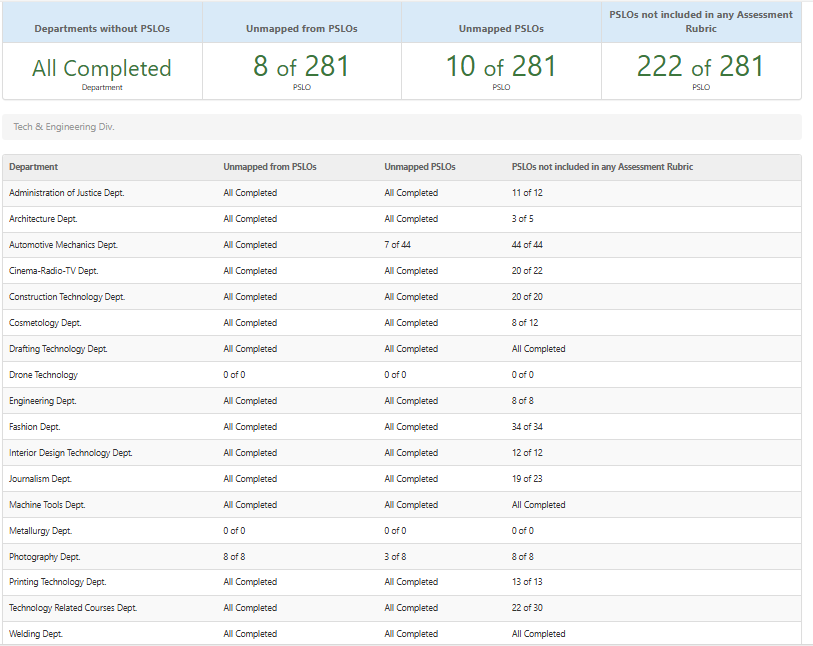 Departments without PSLOs Unmapped from PSLOs Unmapped PSLOs PSLOs not included in any Assessment Rubric
All Completed 8 of 281 10 of 281 222 of 281
Department PSLO PSLO PSLO
Tech & Engineering Div.
Department Unmapped from PSLOs Unmapped PSLOs PSLOs not included in any Assessment Rubric
Administration of Justice Dept. All Completed All Completed 11 of 12
Architecture Dept. All Completed All Completed 3 of 5
Automotive Mechanics Dept. All Completed 7 of 44 44 of 44
Cinema-Radio-TV Dept. All Completed All Completed 20 of 22
Construction Technology Dept. All Completed All Completed 20 of 20
Cosmetology Dept. All Completed All Completed 8 of 12
Drafting Technology Dept. All Completed All Completed All Completed
Drone Technology 0 of 0 0 of 0 0 of 0
Engineering Dept. All Completed All Completed 8 of 8
Fashion Dept. All Completed All Completed 34 of 34
Interior Design Technology Dept. All Completed All Completed 12 of 12
Journalism Dept. All Completed All Completed 19 of 23
Machine Tools Dept. All Completed All Completed All Completed
Metallurgy Dept. 0 of 0 0 of 0 0 of 0
Photography Dept. 8 of 8 3 of 8 8 of 8
Printing Technology Dept. All Completed All Completed 13 of 13
Technology Related Courses Dept. All Completed All Completed 22 of 30
Welding Dept. All Completed All Completed All Completed